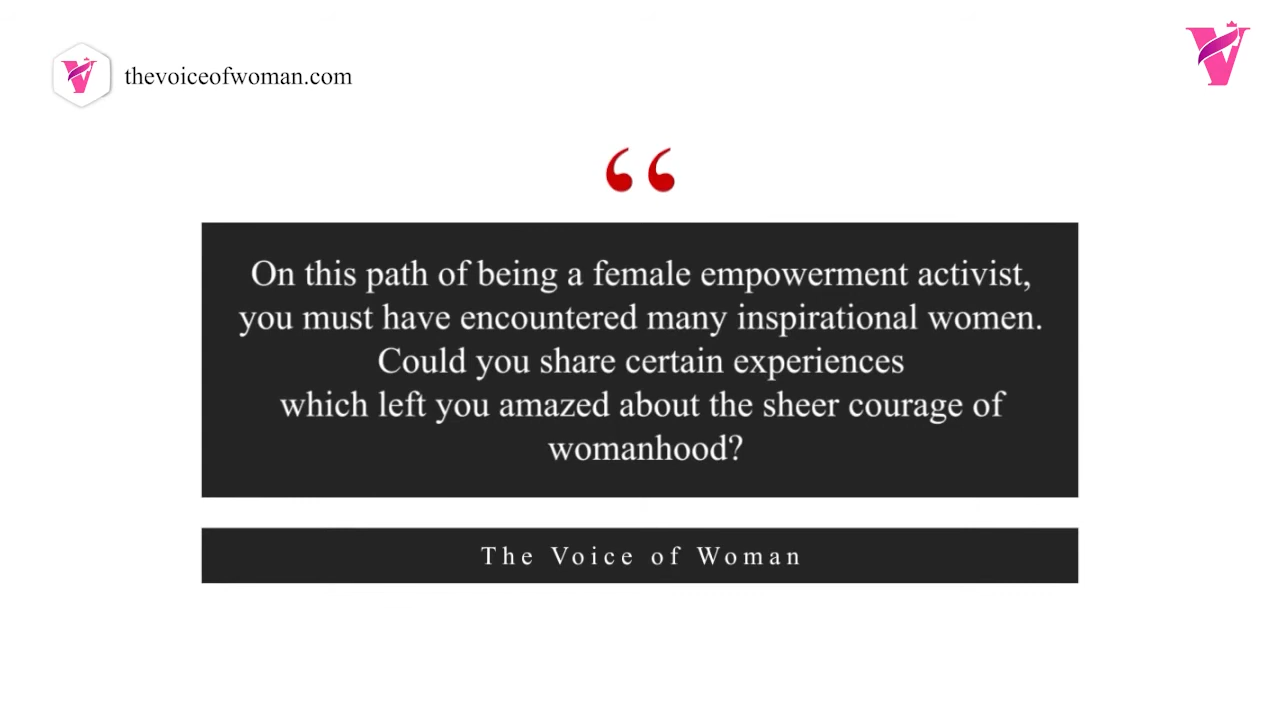 thevoiceofwoman.com
On this path of being a female empowerment activist,
you must have encountered many inspirational women.
Could you share certain experiences
which left you amazed about the sheer courage of
womanhood?
The Voice of Woman